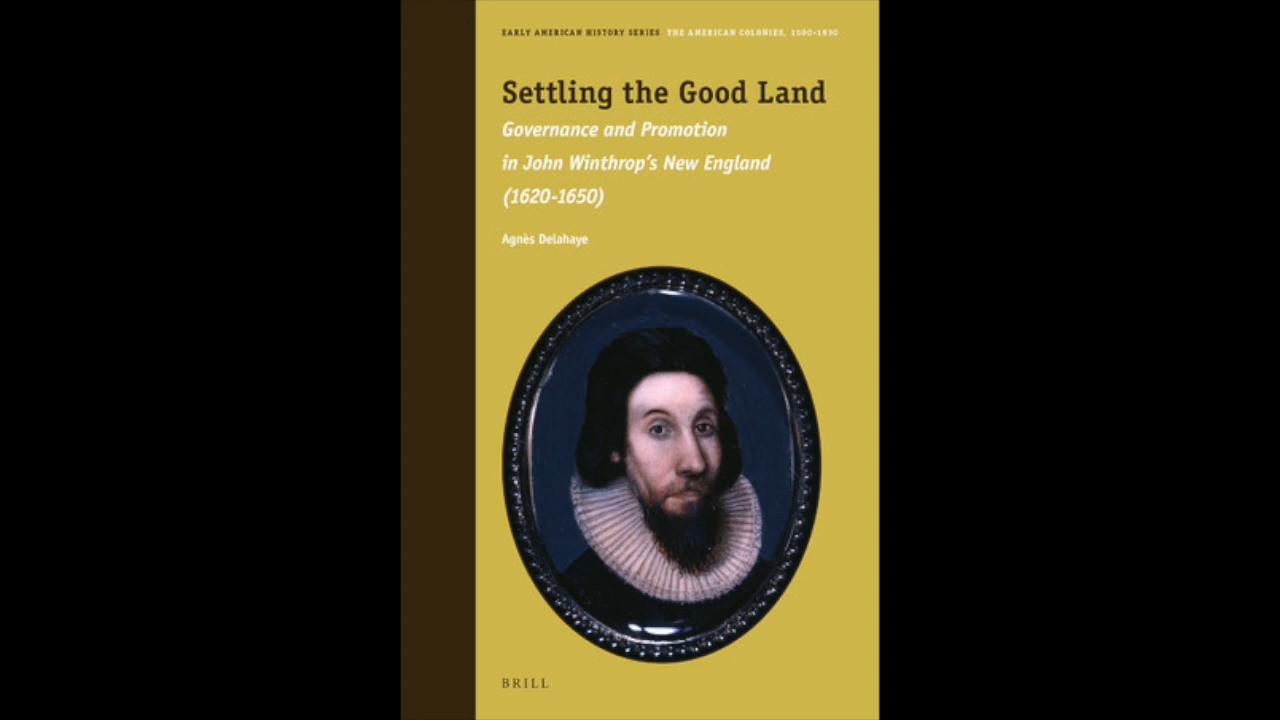 EARLY AMERICAN HISTORY SERIES THE AMERICAN COLONIES, 1500-1830
Settling the Good Land
Governance and Promotion
in John Winthrop's New England
(1620-1650)
Agnès Delahaye
BRILL